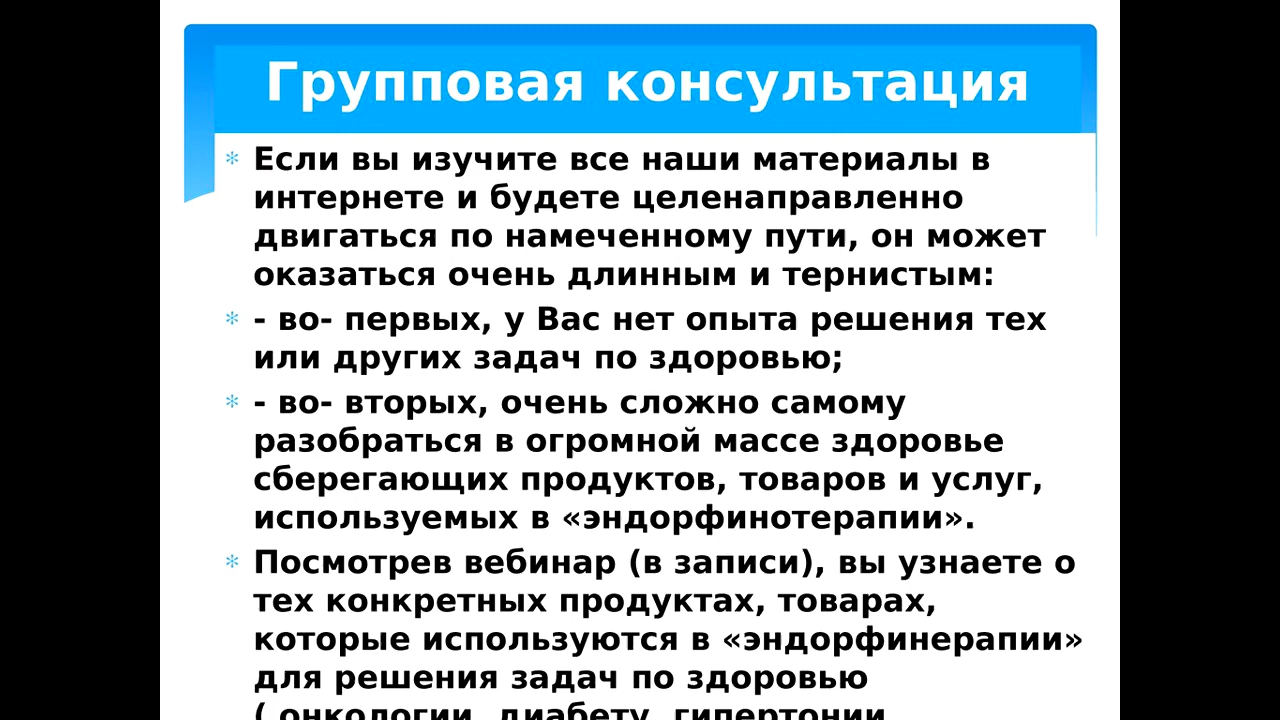 Групповая консультация
* Если вы изучите все наши материалы в
интернете и будете целенаправленно
двигаться по намеченному пути, он может
оказаться очень длинным и тернистым:
* - во- первых, у Вас нет опыта решения тех
или других задач по здоровью;
* - во- вторых, очень сложно самому
разобраться в огромной массе здоровье
сберегающих продуктов, товаров и услуг,
используемых в «эндорфинотерапии».
* Посмотрев вебинар (в записи), вы узнаете о
тех конкретных продуктах, товарах,
которые используются в «эндорфинерапии»
для решения задач по здоровью
( онкологии, диабету, гипертонии